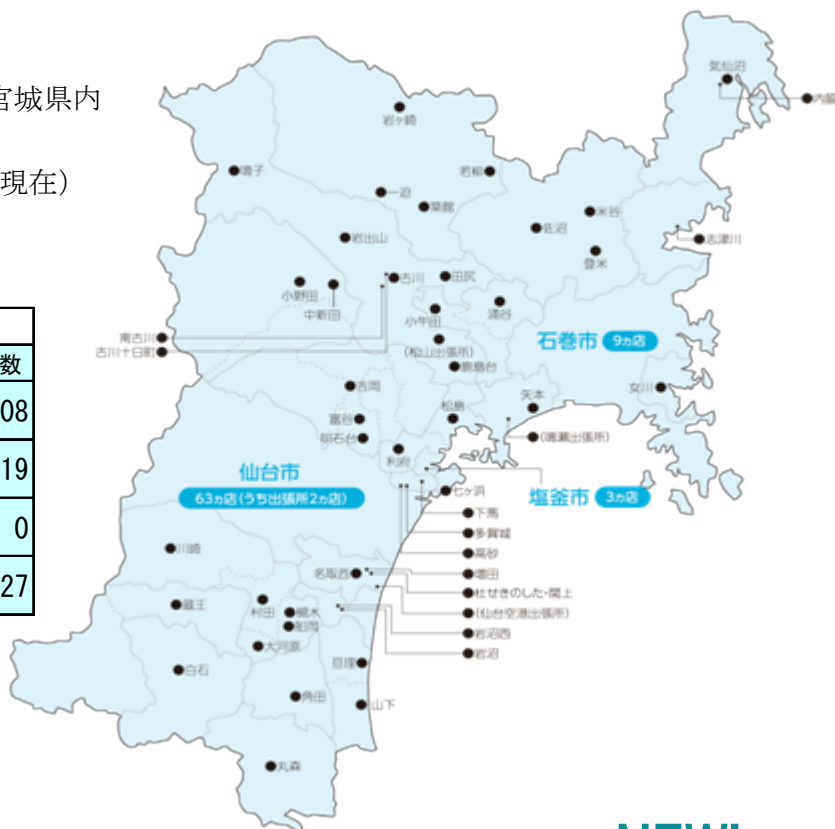 宮城県内
現在）
数
08
19
0
27
気仙沼
岩ヶ崎
鳴子
若柳
一迫
築館
米谷
佐沼
岩出山
志津川
登米
古川
田尻
小野田
中新田
涌谷
小牛田
南古川
古川十日町
石巻市 9ヵ店
(松山出張所)
鹿島台
吉岡
女川
矢本
松島
富谷
明石台
(鳴瀬出張所)
利府
仙台市
63ヵ店(うち出張所2ヵ店)
七ヶ浜
塩釜市 3ヵ店
下馬
多賀城
高砂
川崎
名取西
増田
杜せきのした・閖上
蔵王
村田
槻木
(仙台空港出張所)
船岡
岩沼西
大河原
岩沼
亘理
白石
角田
山下
丸森